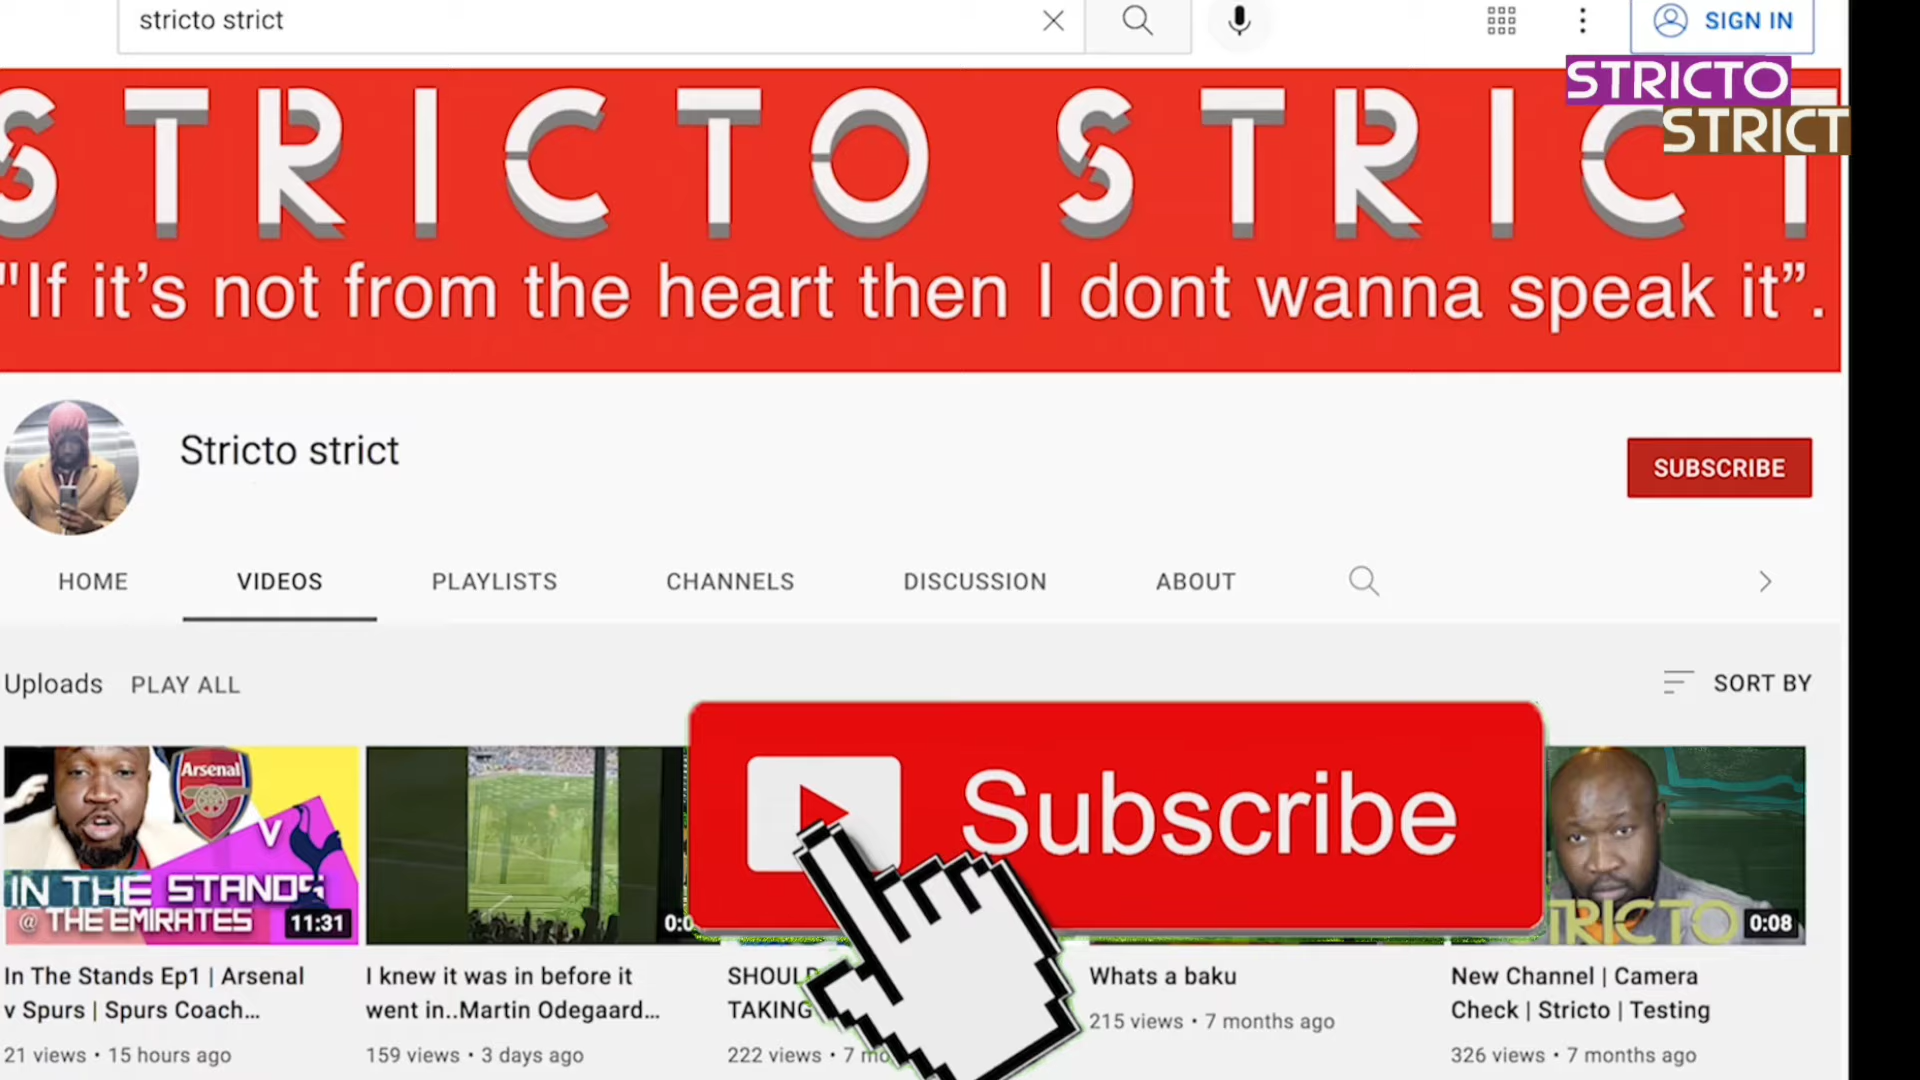 stricto strict
SIGN IN
STRICTO
STRICT
STRICTO STRICT
"If it's not from the heart then I dont wanna speak it”.
Stricto strict
SUBSCRIBE
HOME VIDEOS PLAYLISTS CHANNELS DISCUSSION ABOUT
Uploads PLAY ALL
SORT BY
Subscribe
Arsenal
V
IN THE STANDS
@ THE EMIRATES
11:31
TRICTO
0:08
In The Stands Ep1 | Arsenal
v Spurs | Spurs Coach...
21 views • 15 hours ago
I knew it was in before it
went in..Martin Odegaard...
159 views • 3 days ago
TAKING
222 views • 7
Whats a baku
215 views • 7 months ago
New Channel | Camera
Check | Stricto | Testing
326 views • 7 months ago